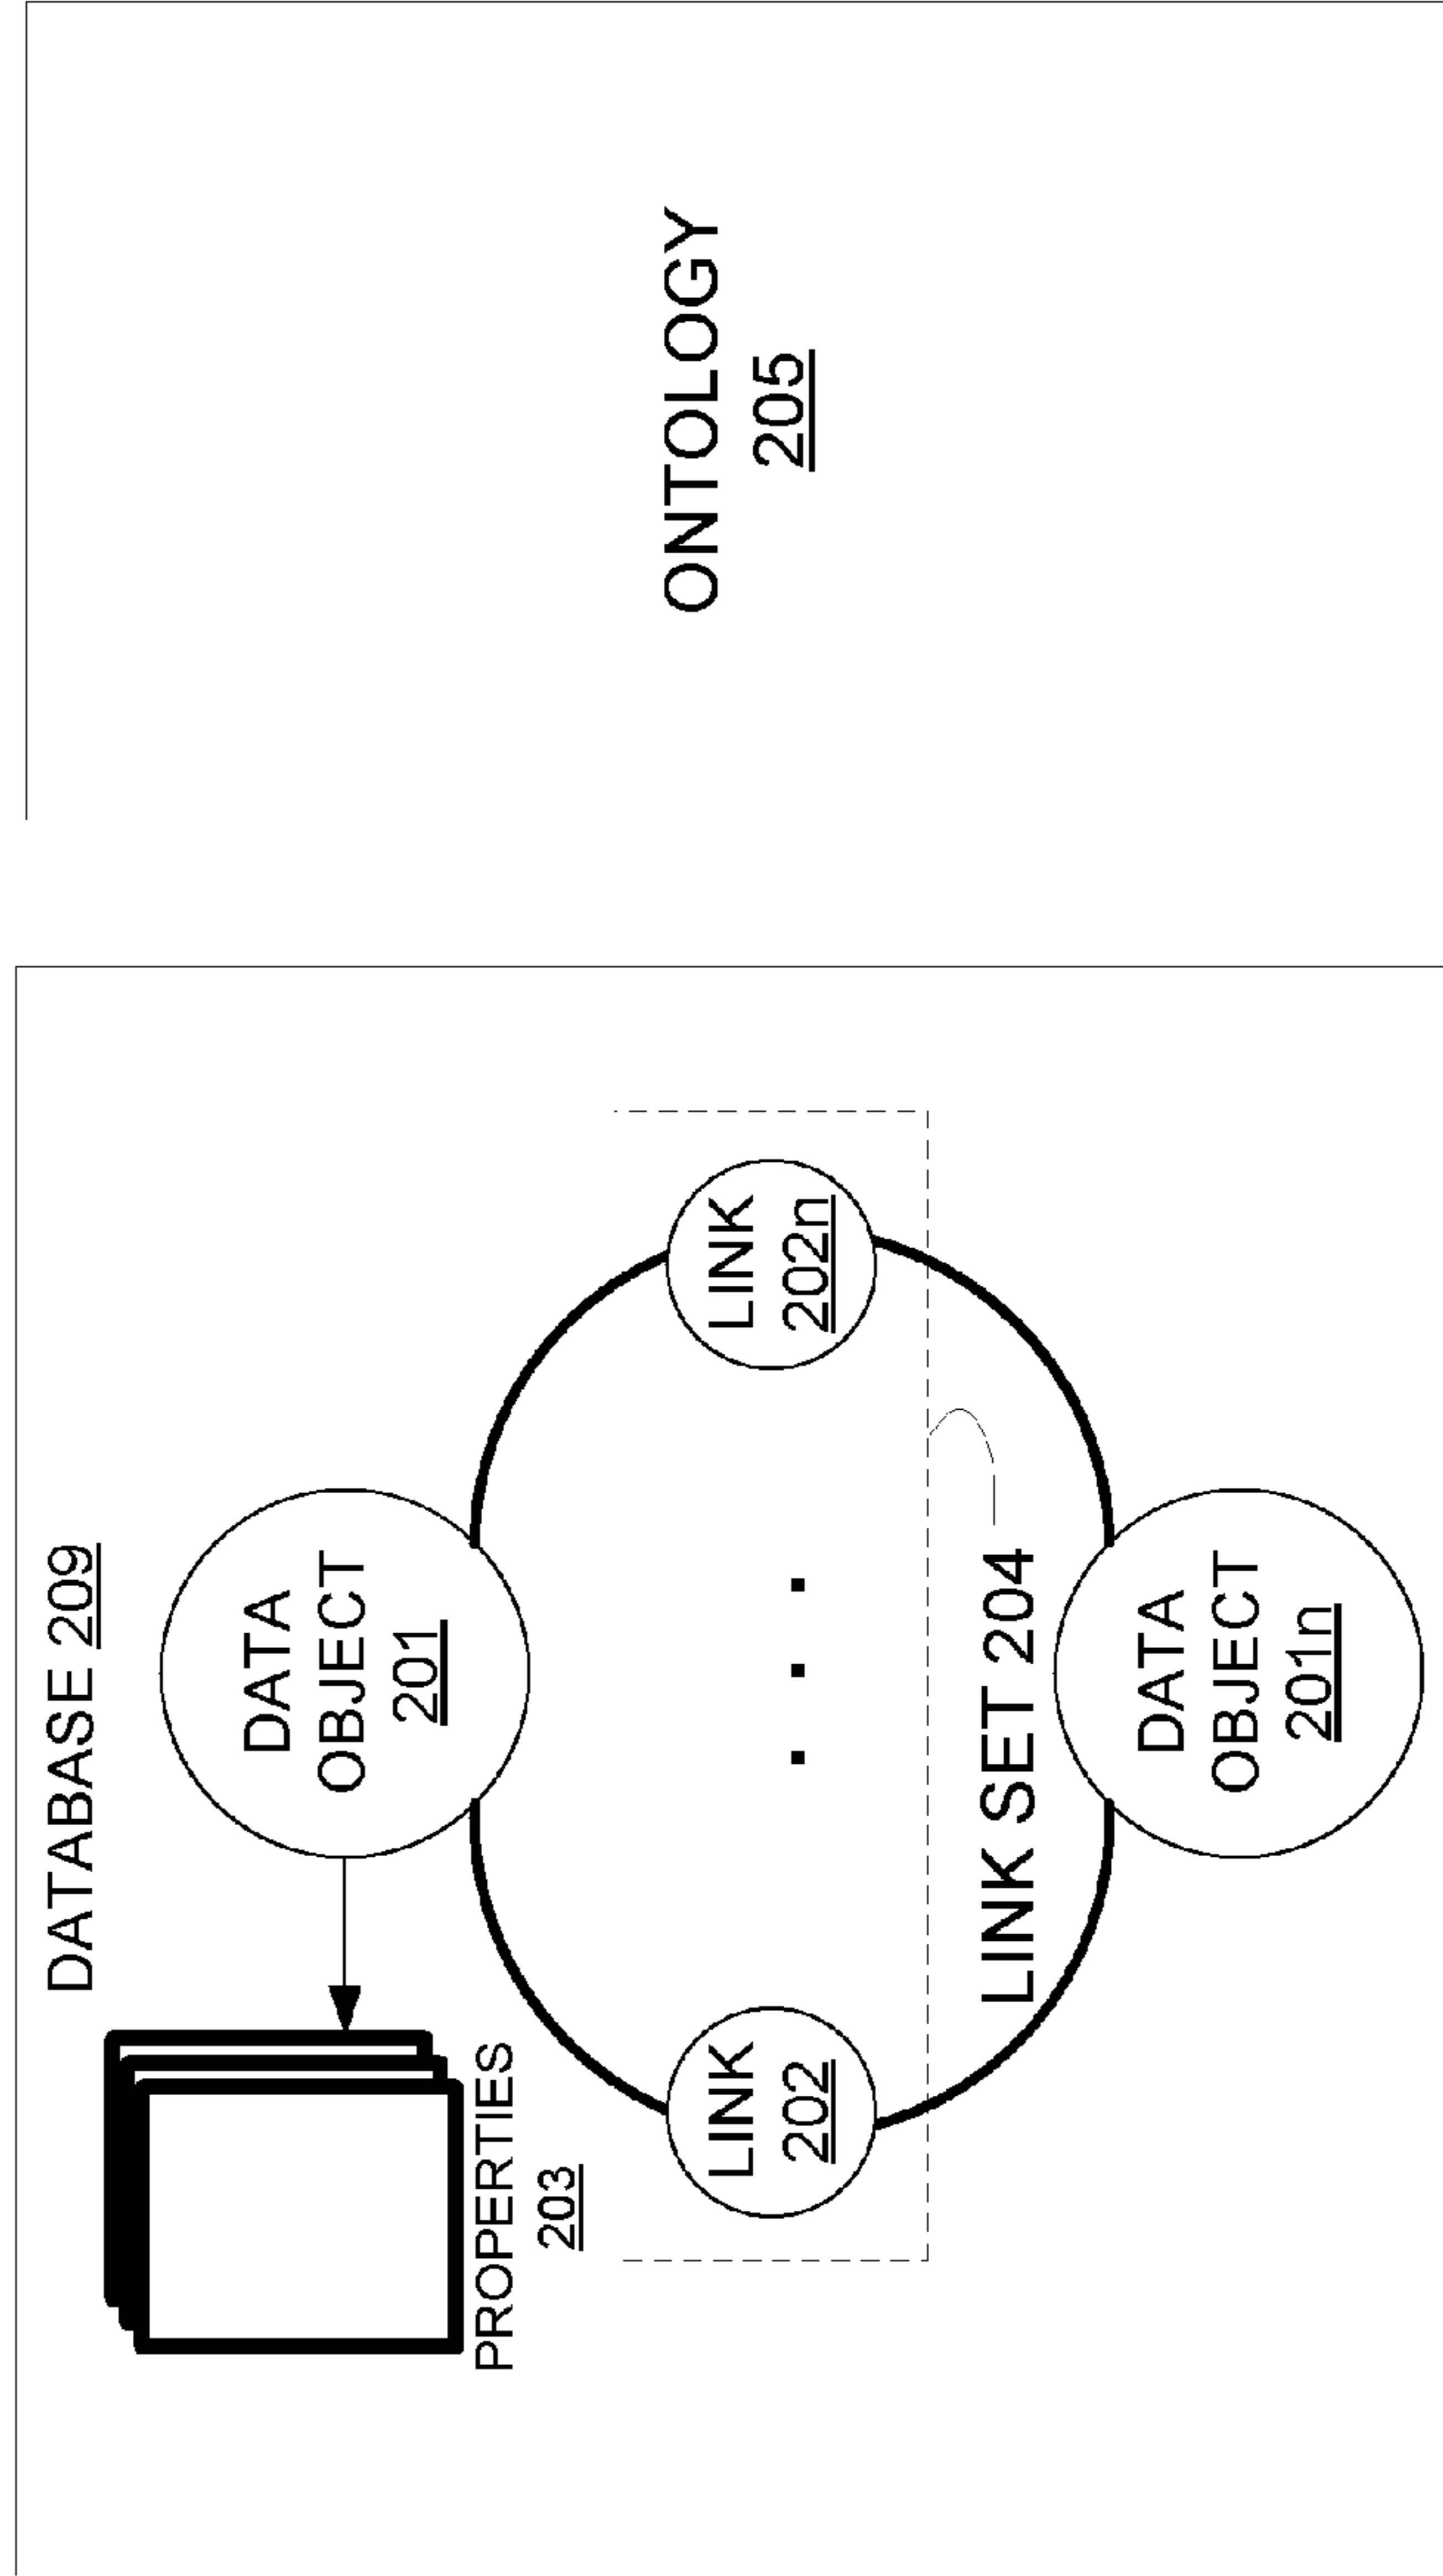 DATABASE 209
DATA
OBJECT
201
PROPERTIES
203
LINK
202
. . .
LINK
202n
LINK SET 204
DATA
OBJECT
201n
ONTOLOGY
205